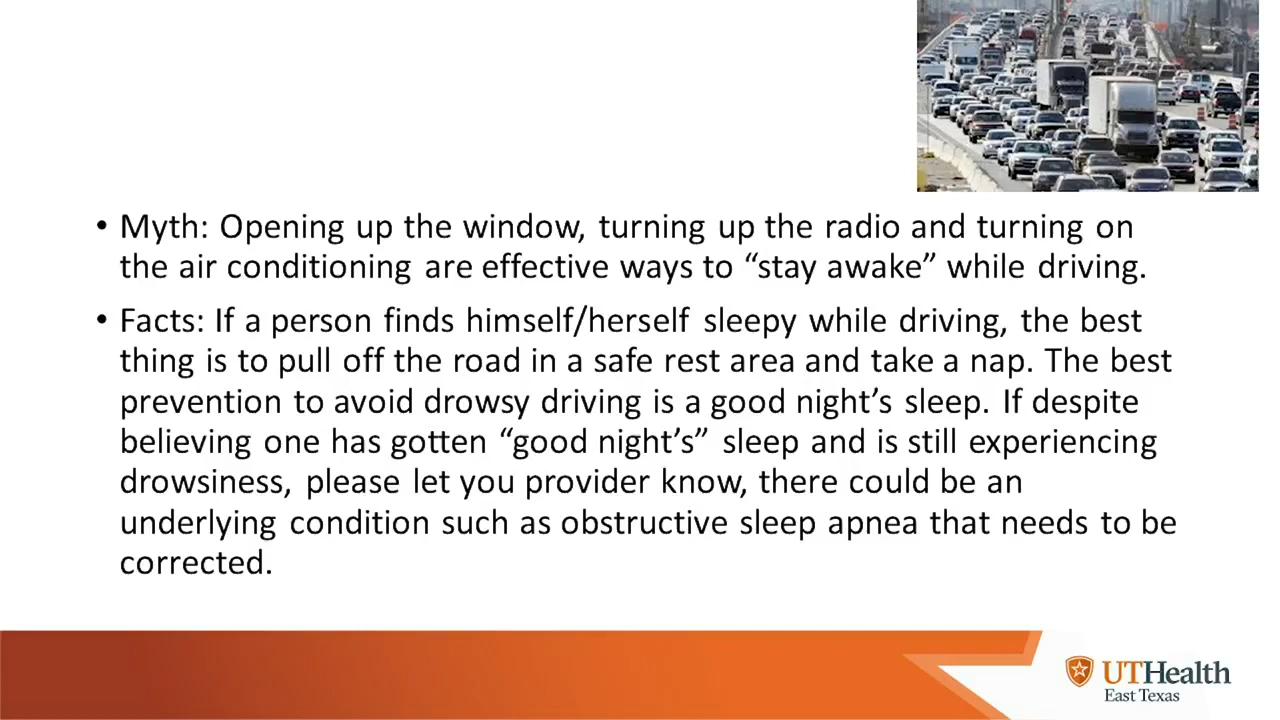 • Myth: Opening up the window, turning up the radio and turning on
the air conditioning are effective ways to “stay awake” while driving.
• Facts: If a person finds himself/herself sleepy while driving, the best
thing is to pull off the road in a safe rest area and take a nap. The best
prevention to avoid drowsy driving is a good night’s sleep. If despite
believing one has gotten “good night’s” sleep and is still experiencing
drowsiness, please let you provider know, there could be an
underlying condition such as obstructive sleep apnea that needs to be
corrected.
UTHealth
East Texas